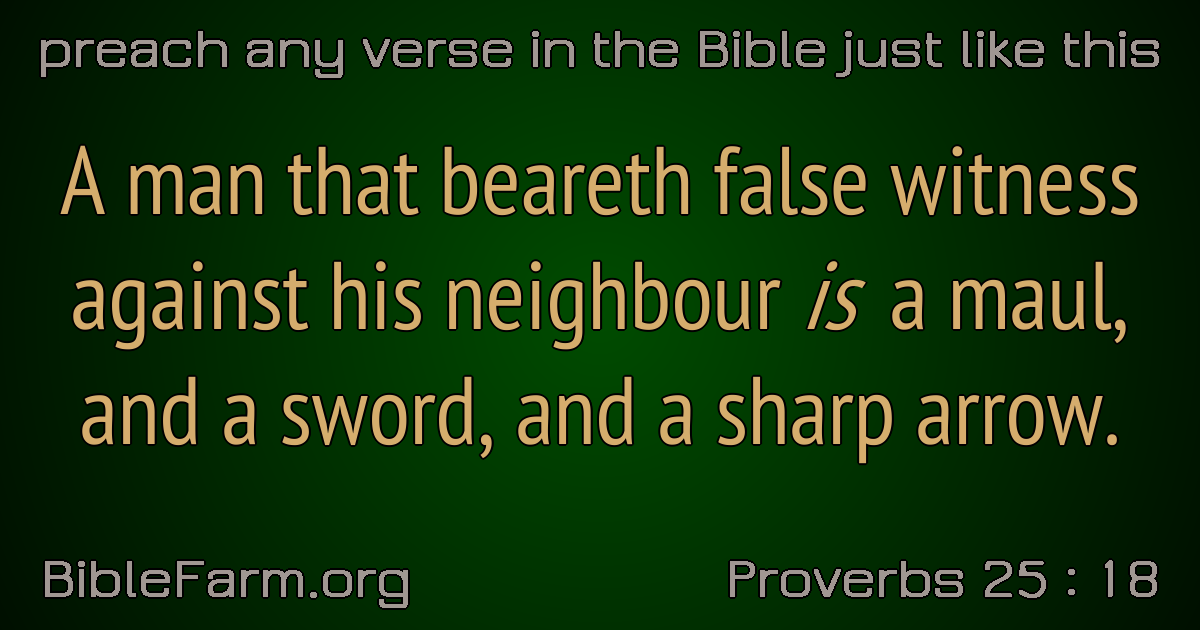 preach any verse in the Bible just like this
A man that beareth false witness
against his neighbour is a maul,
and a sword, and a sharp arrow.
BibleFarm.org
Proverbs 25 : 18